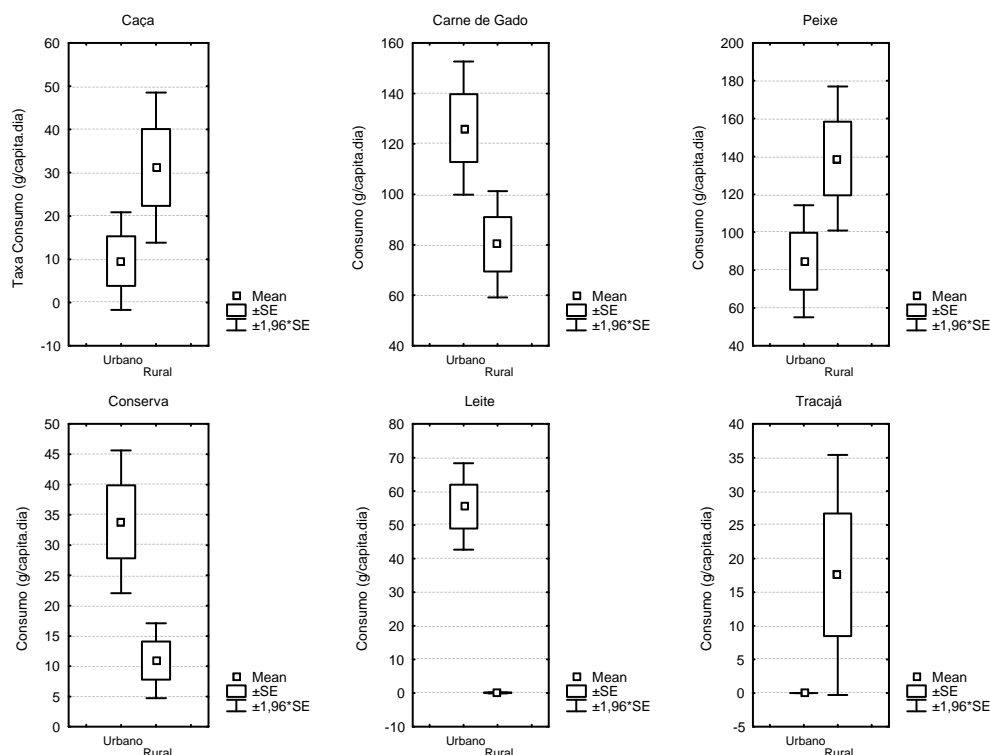 Caça
Taxa Consumo (g/capita.dia)
60
50
40
30
20
10
0
-10
Urbano
Rural
Mean
±SE
±1,96*SE
Carne de Gado
Consumo (g/capita.dia)
160
140
120
100
80
60
40
Urbano
Rural
Mean
±SE
±1,96*SE
Peixe
Consumo (g/capita.dia)
200
180
160
140
120
100
80
60
40
Urbano
Rural
Mean
±SE
±1,96*SE
Conserva
Consumo (g/capita.dia)
50
45
40
35
30
25
20
15
10
5
0
Urbano
Rural
Mean
±SE
±1,96*SE
Leite
Consumo (g/capita.dia)
80
70
60
50
40
30
20
10
0
-10
Urbano
Rural
Mean
±SE
±1,96*SE
Tracajá
Consumo (g/capita.dia)
40
35
30
25
20
15
10
5
0
-5
Urbano
Rural
Mean
±SE
±1,96*SE